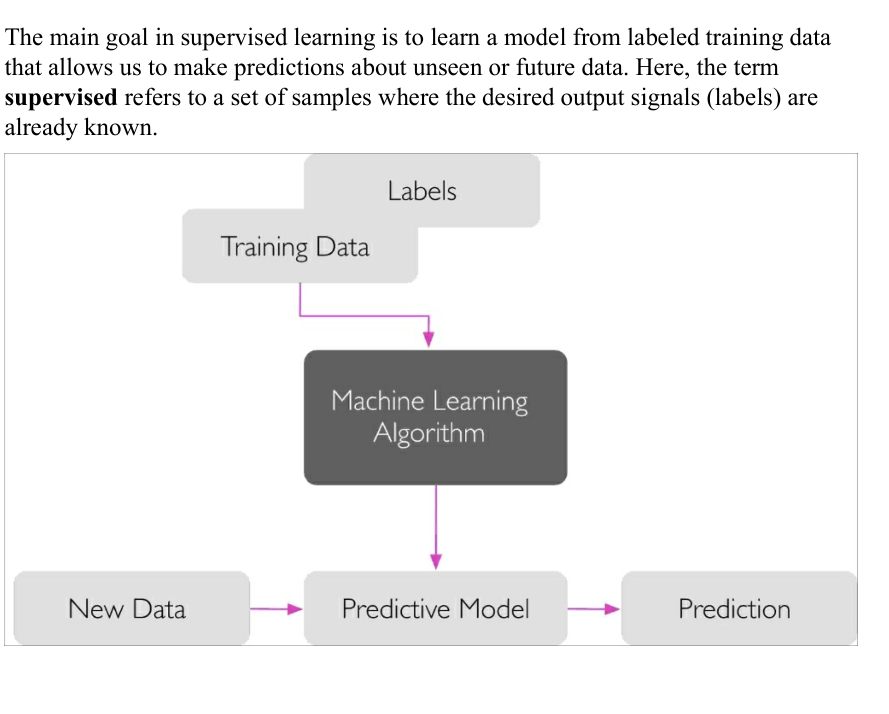 The main goal in supervised learning is to learn a model from labeled training data
that allows us to make predictions about unseen or future data. Here, the term
supervised refers to a set of samples where the desired output signals (labels) are
already known.
Labels
Training Data
Machine Learning
Algorithm
New Data
Predictive Model
Prediction